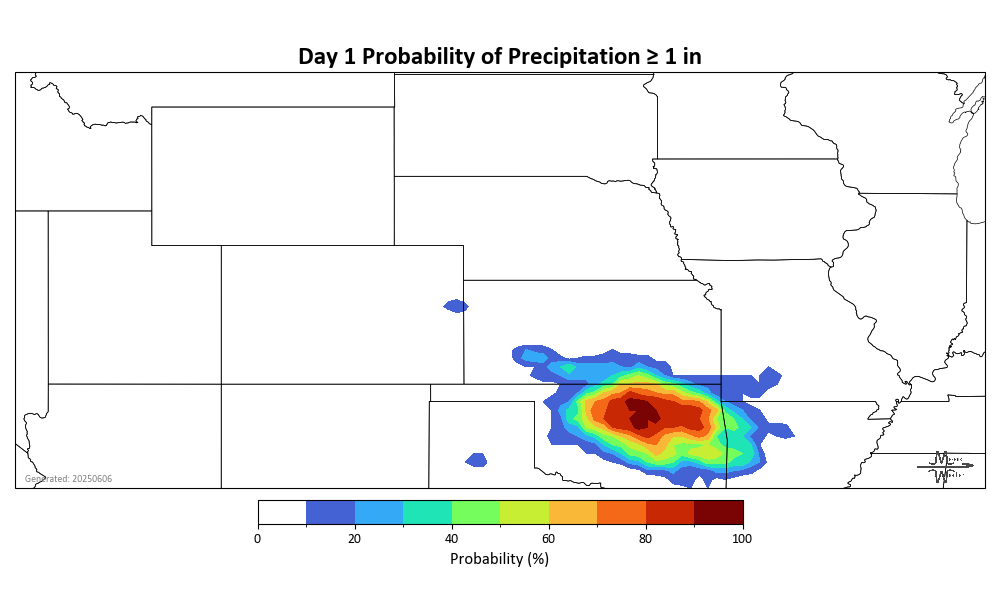 Day 1 Probability of Precipitation ≥ 1 in
Generated: 20250606
0 20 40 60 80 100
Probability (%)